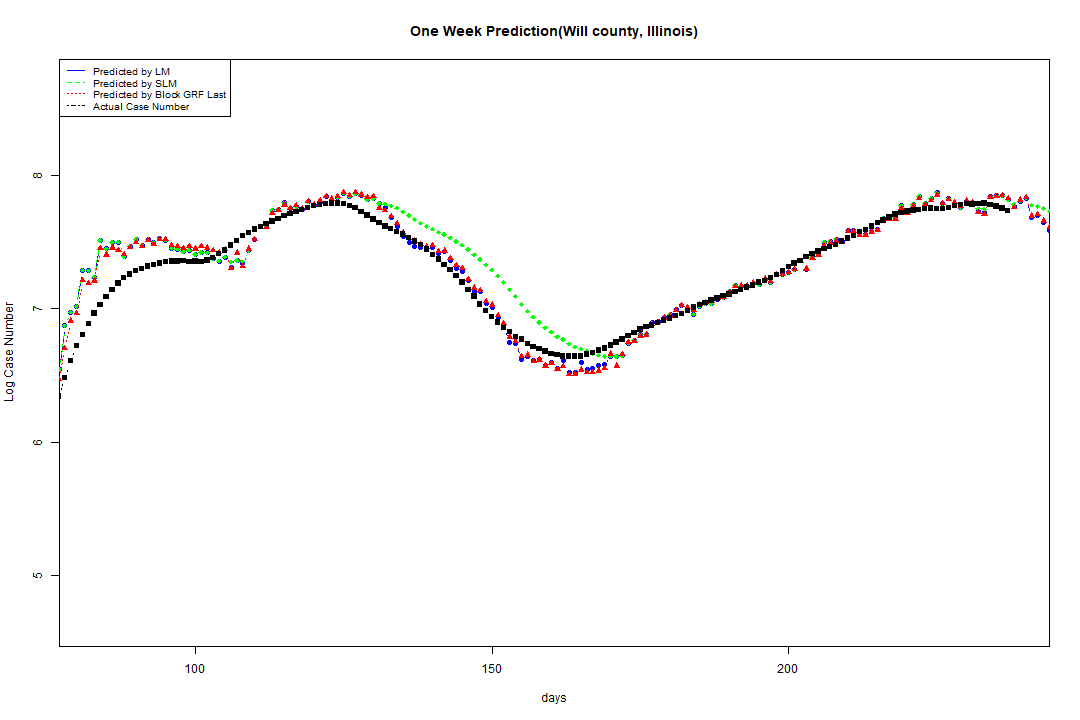 One Week Prediction(Will county, Illinois)
Predicted by LM
Predicted by SLM
Predicted by Block GRF Last
Actual Case Number
Log Case Number
8
7
6
5
100 150 200
days